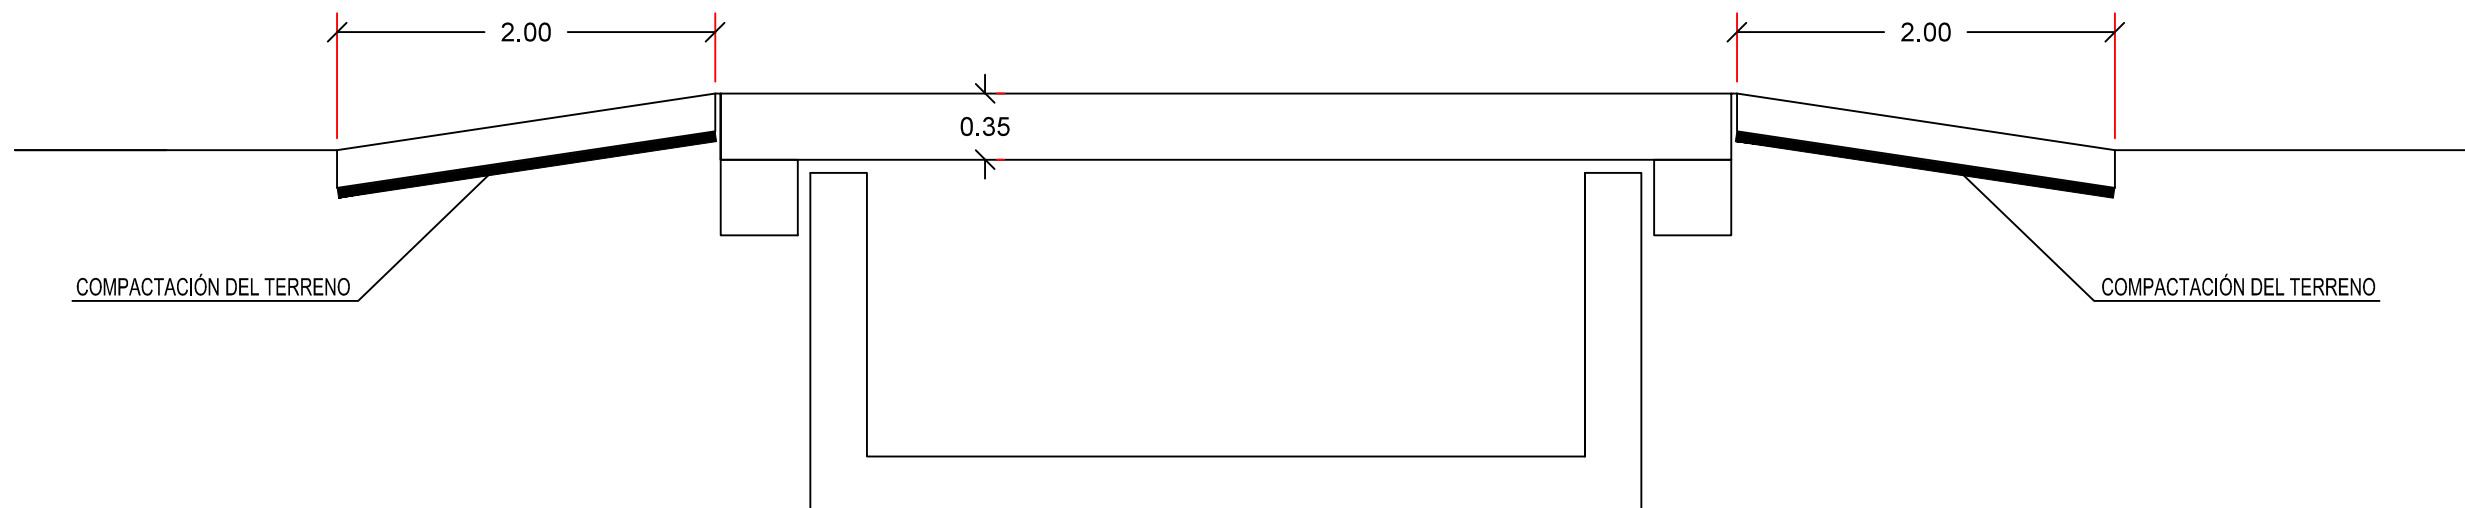 2.00
2.00
0.35
COMPACTACIÓN DEL TERRENO
COMPACTACIÓN DEL TERRENO